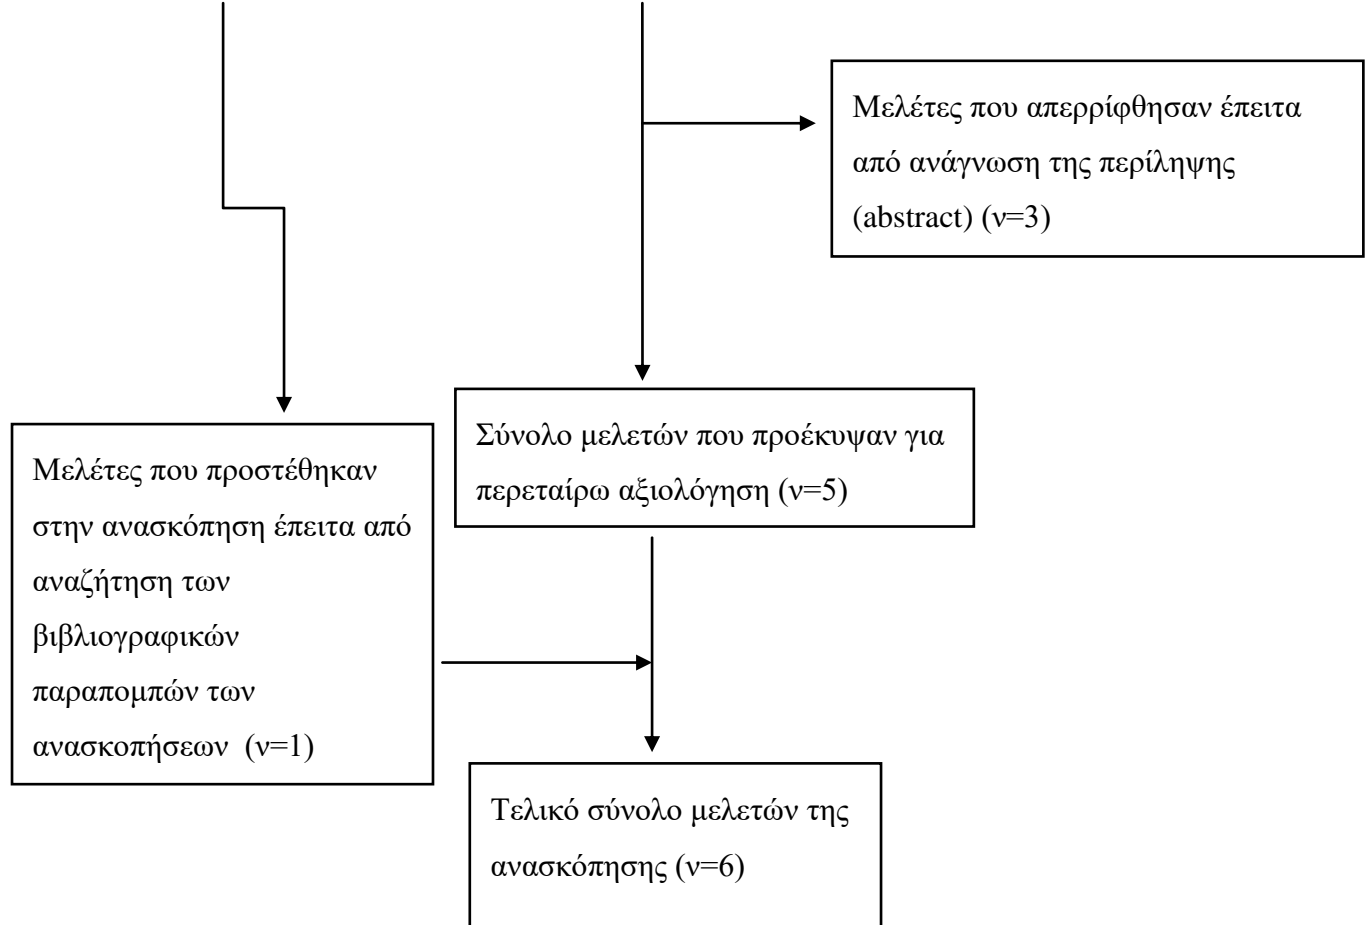 Μελέτες που απερρίφθησαν έπειτα
από ανάγνωση της περίληψης
(abstract) (ν=3)
Σύνολο μελετών που προέκυψαν για
περεταίρω αξιολόγηση (ν=5)
Μελέτες που προστέθηκαν
στην ανασκόπηση έπειτα από
αναζήτηση των
βιβλιογραφικών
παραπομπών των
ανασκοπήσεων (ν=1)
Τελικό σύνολο μελετών της
ανασκόπησης (ν=6)